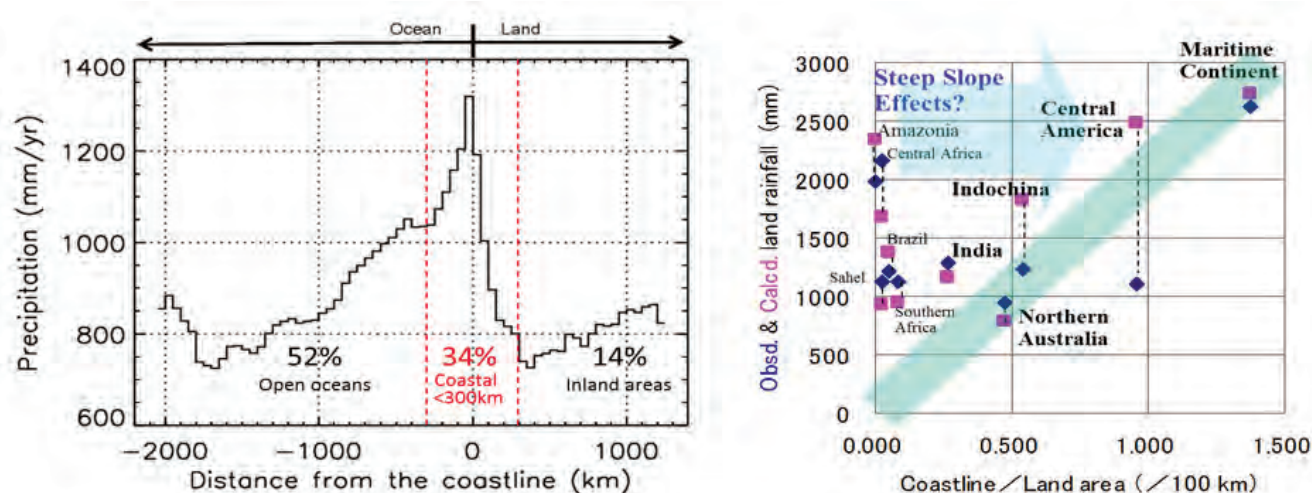 Ocean
Land
1400
1200
1000
800
600
Precipitation (mm/yr)
52%
Open oceans
34%
Coastal
<300km
14%
Inland areas
−2000
−1000
0
1000
Distance from the coastline (km)
Obsd. & Calcd. land rainfall (mm)
3000
2500
2000
1500
1000
500
0
Steep Slope
Effects?
Maritime
Continent
Central
America
Amazonia
Central Africa
Indochina
Brazil
India
Sahel
Southern
Africa
Northern
Australia
0.000
0.500
1.000
1.500
Coastline／Land area (／100 km)